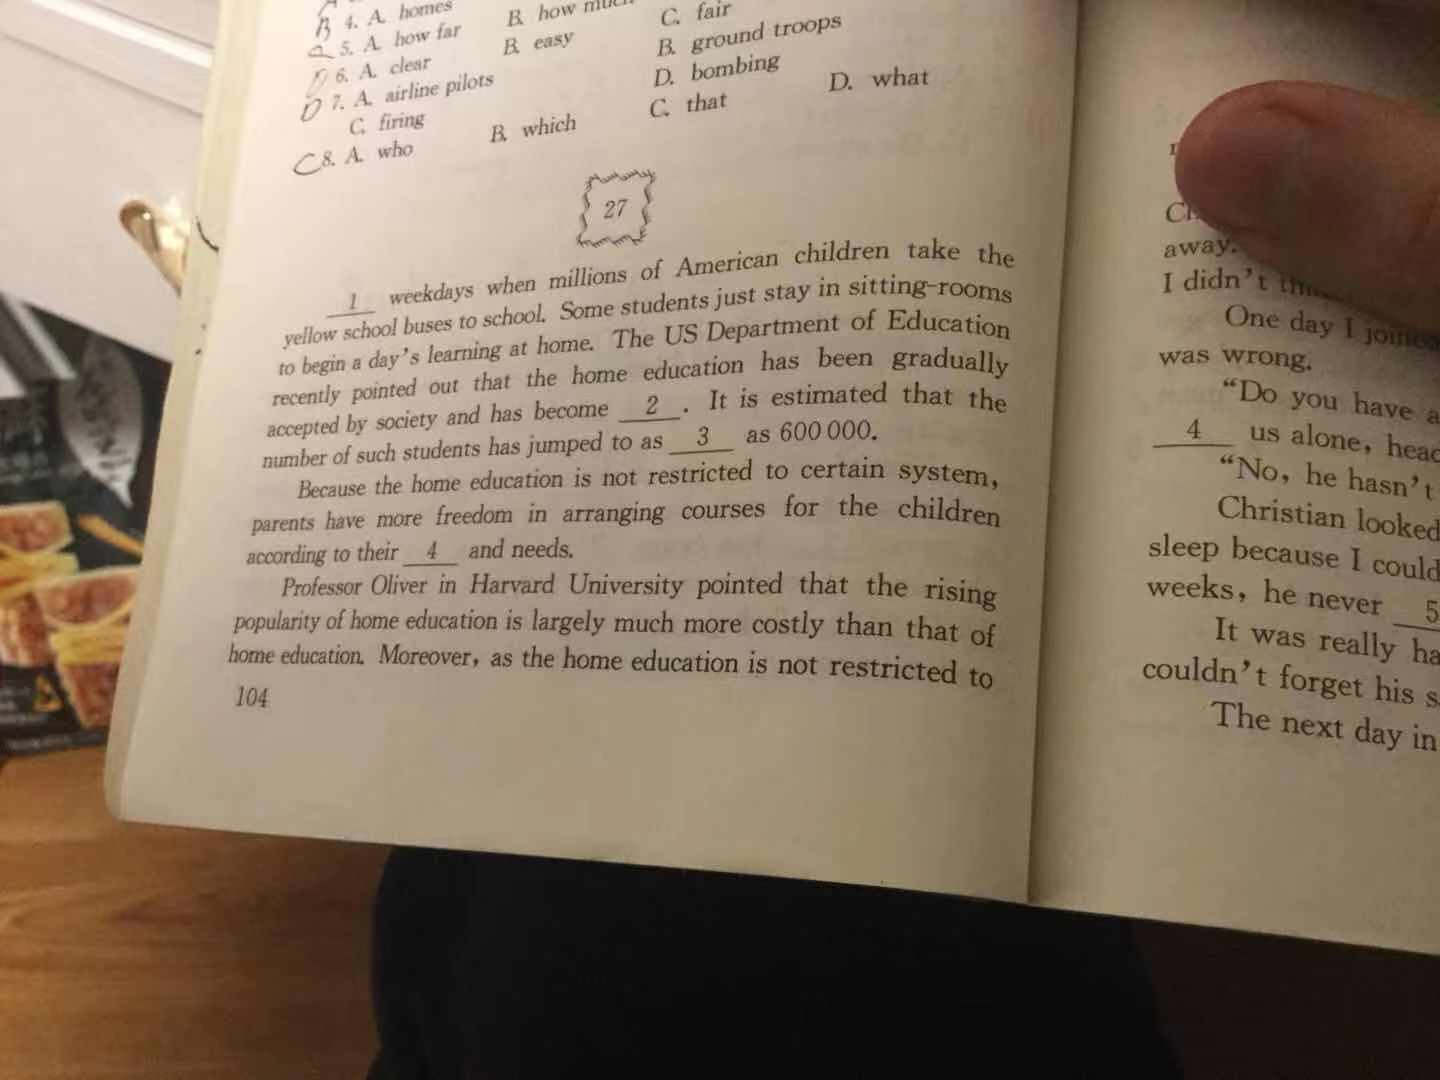 4. A. homes B. how much C. fair
5. A. how far B. easy B. ground troops
6. A. clear D. bombing
7. A. airline pilots C. that D. what
C. firing B. which
C 8. A. who
27
1 weekdays when millions of American children take the
yellow school buses to school. Some students just stay in sitting-rooms
to begin a day's learning at home. The US Department of Education
recently pointed out that the home education has been gradually
accepted by society and has become 2. It is estimated that the
number of such students has jumped to as 3 as 600 000.
Because the home education is not restricted to certain system,
parents have more freedom in arranging courses for the children
according to their 4 and needs.
Professor Oliver in Harvard University pointed that the rising
popularity of home education is largely much more costly than that of
home education. Moreover, as the home education is not restricted to
104
away.
I didn't
One day I joined
was wrong.
"Do you have a
4 us alone, head
"No, he hasn't
Christian looked
sleep because I could
weeks, he never 5
It was really ha
couldn't forget his s
The next day in